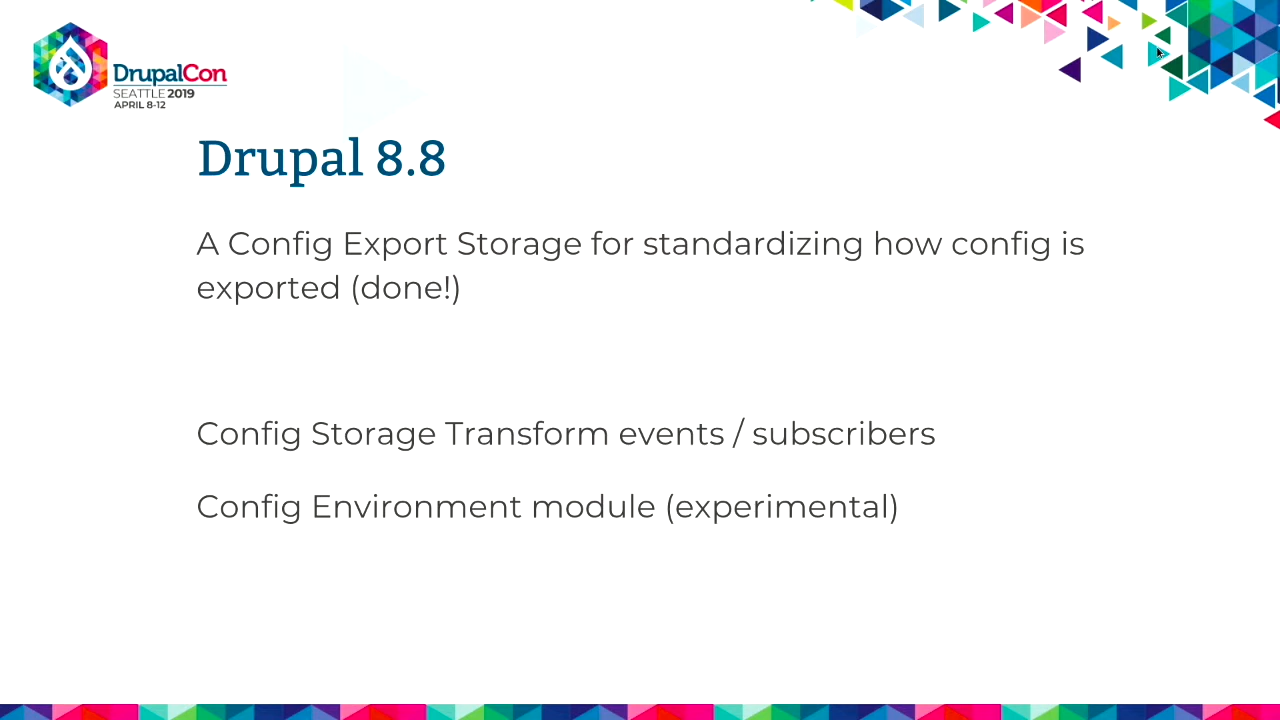 DrupalCon
SEATTLE 2019
APRIL 8-12
Drupal 8.8
A Config Export Storage for standardizing how config is
exported (done!)
Config Storage Transform events / subscribers
Config Environment module (experimental)